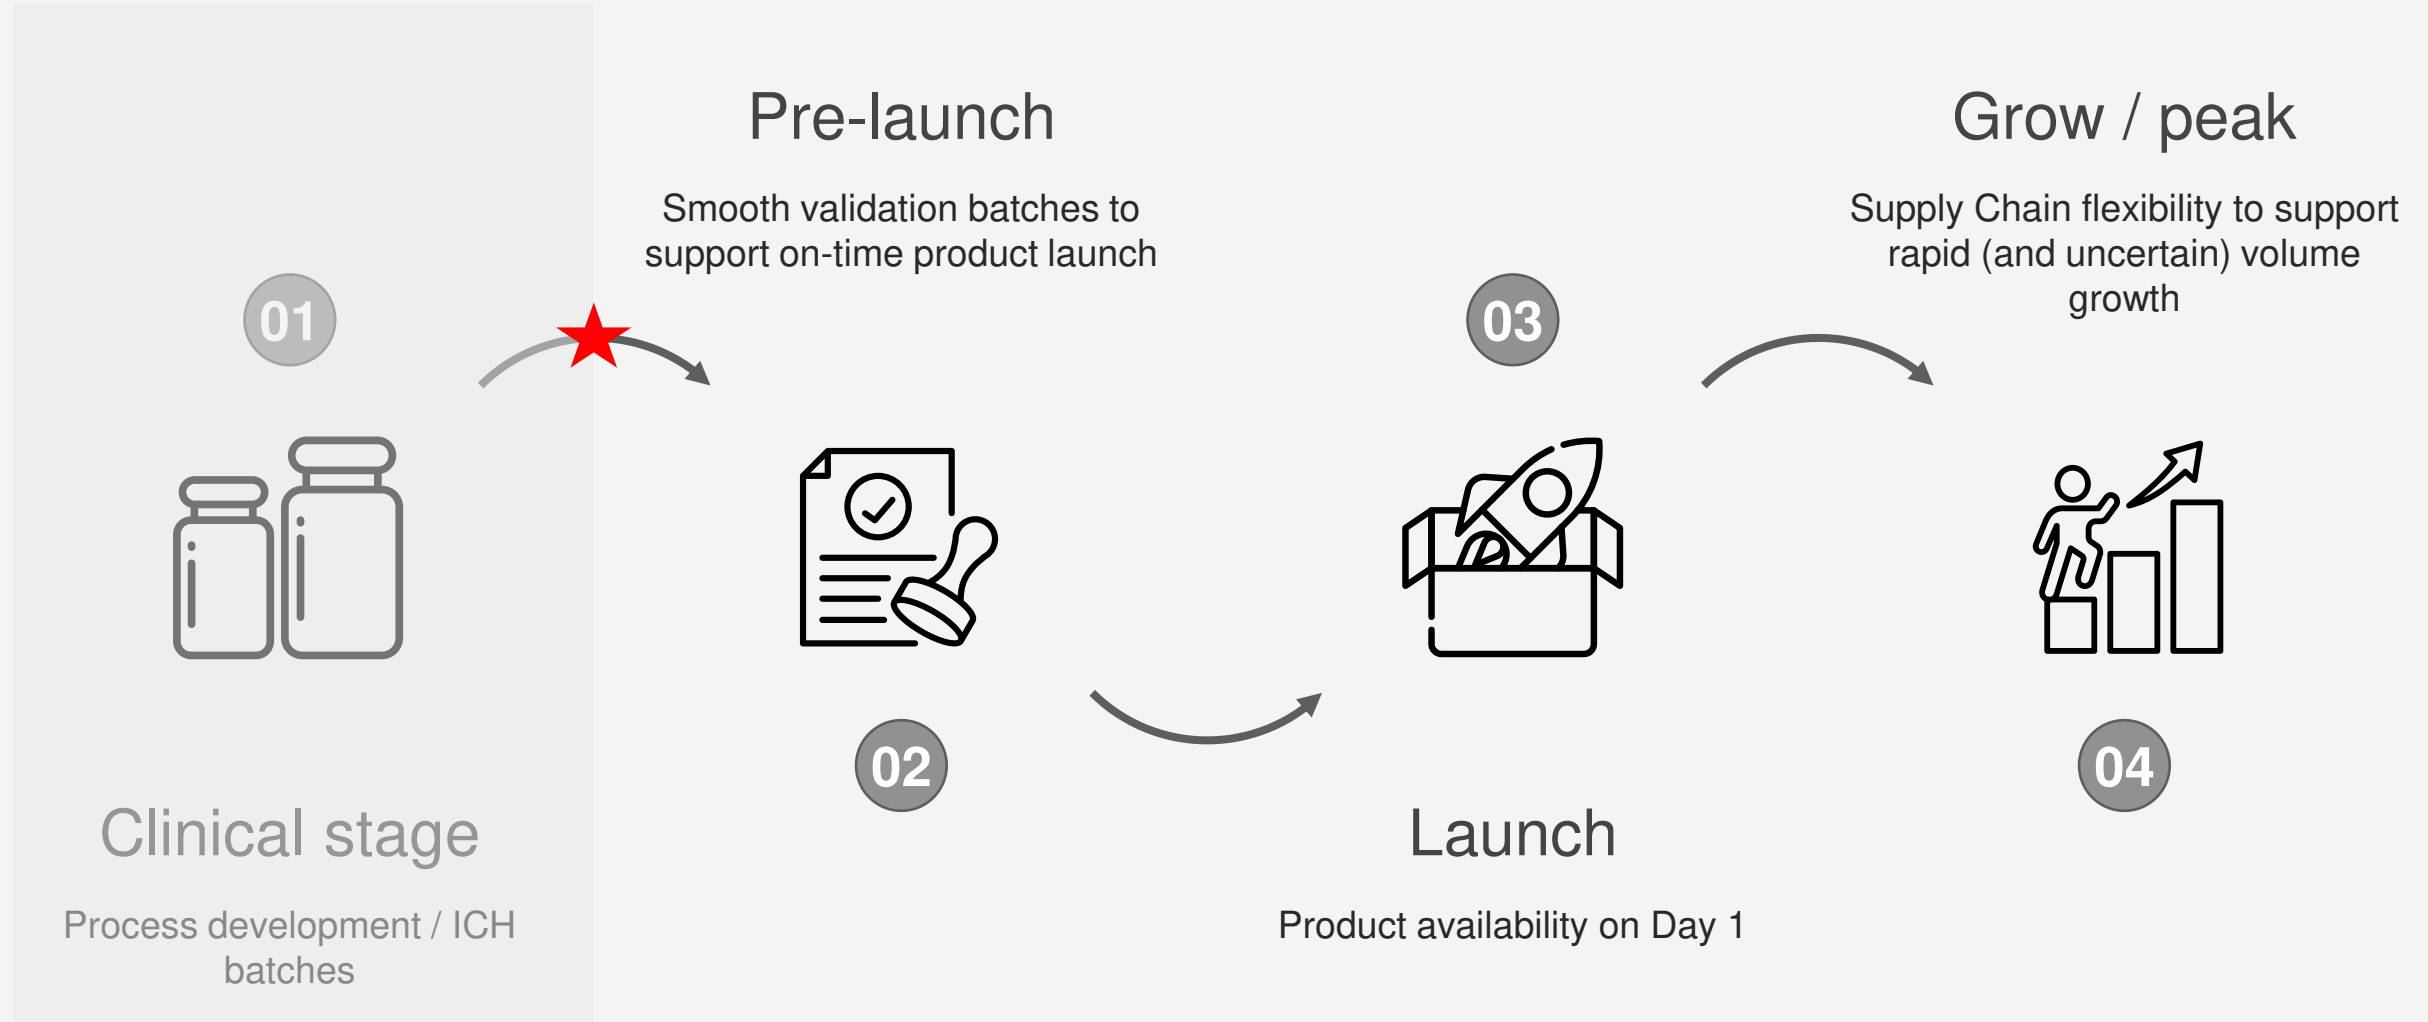 01
Clinical stage
Process development / ICH
batches
Pre-launch
Smooth validation batches to
support on-time product launch
02
03
Launch
Product availability on Day 1
Grow / peak
Supply Chain flexibility to support
rapid (and uncertain) volume
growth
04